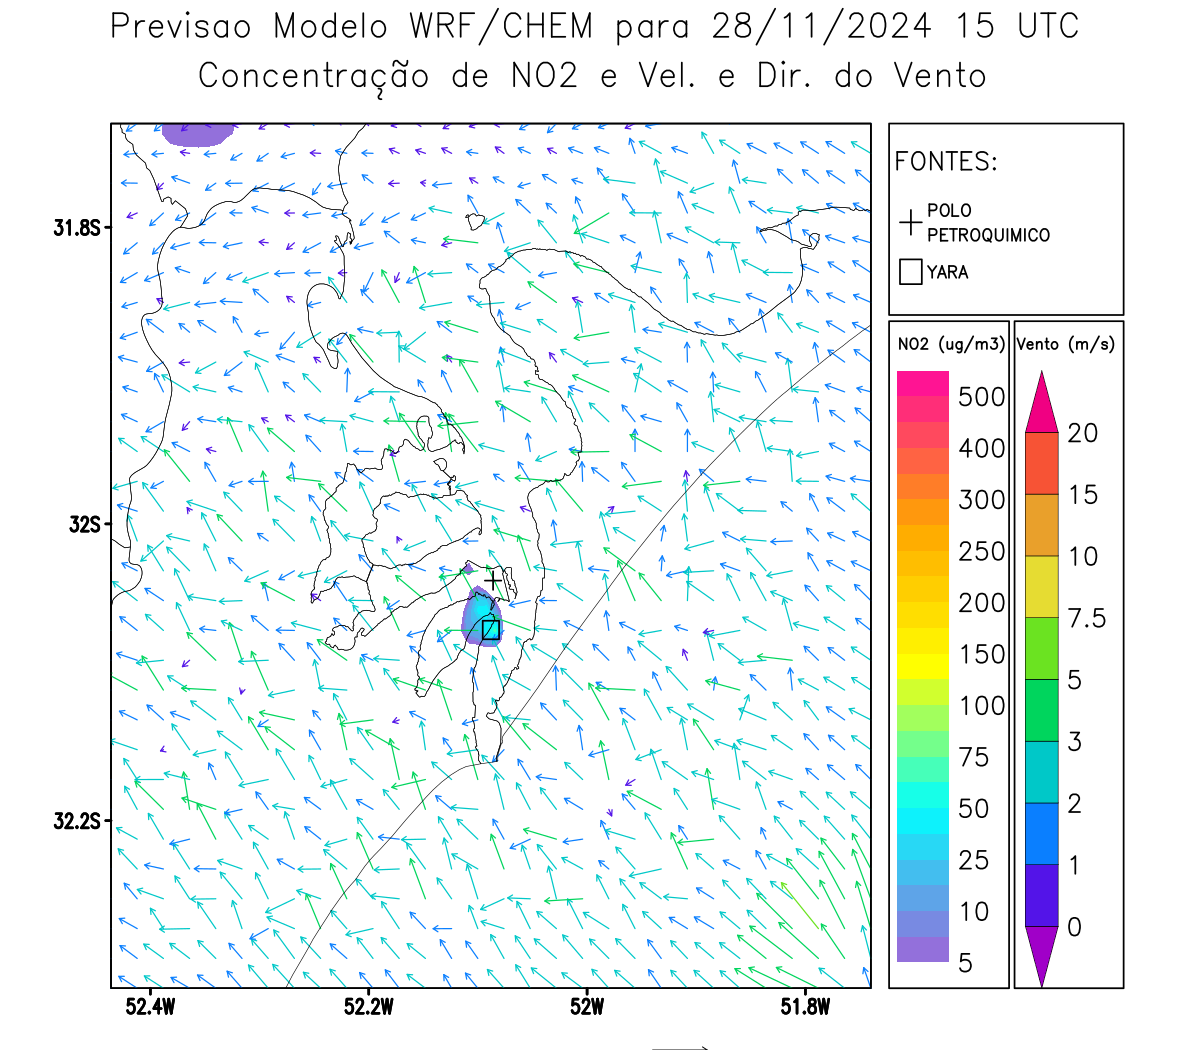 Previsao Modelo WRF/CHEM para 28/11/2024 15 UTC
Concentração de NO2 e Vel. e Dir. do Vento
31.8S
32S
32.2S
52.4W
52.2W
52W
51.8W
FONTES:
POLO
PETROQUIMICO
YARA
NO2 (ug/m3)
500
400
300
250
200
150
100
75
50
25
10
5
Vento (m/s)
20
15
10
7.5
5
3
2
1
0